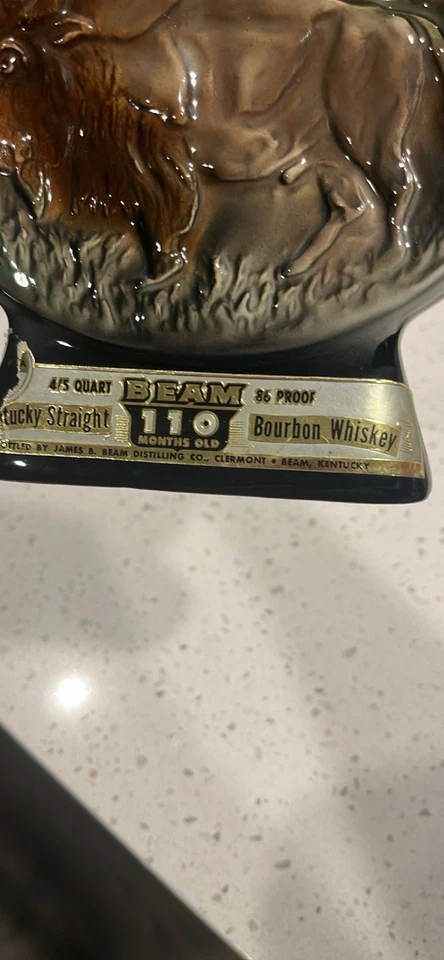 4/5 QUART BEAM 86 PROOF
tucky Straight 110 Bourbon Whiskey
MONTHS OLD
OTTLED BY JAMES B. BEAM DISTILLING CO., CLERMONT • BEAM, KENTUCKY